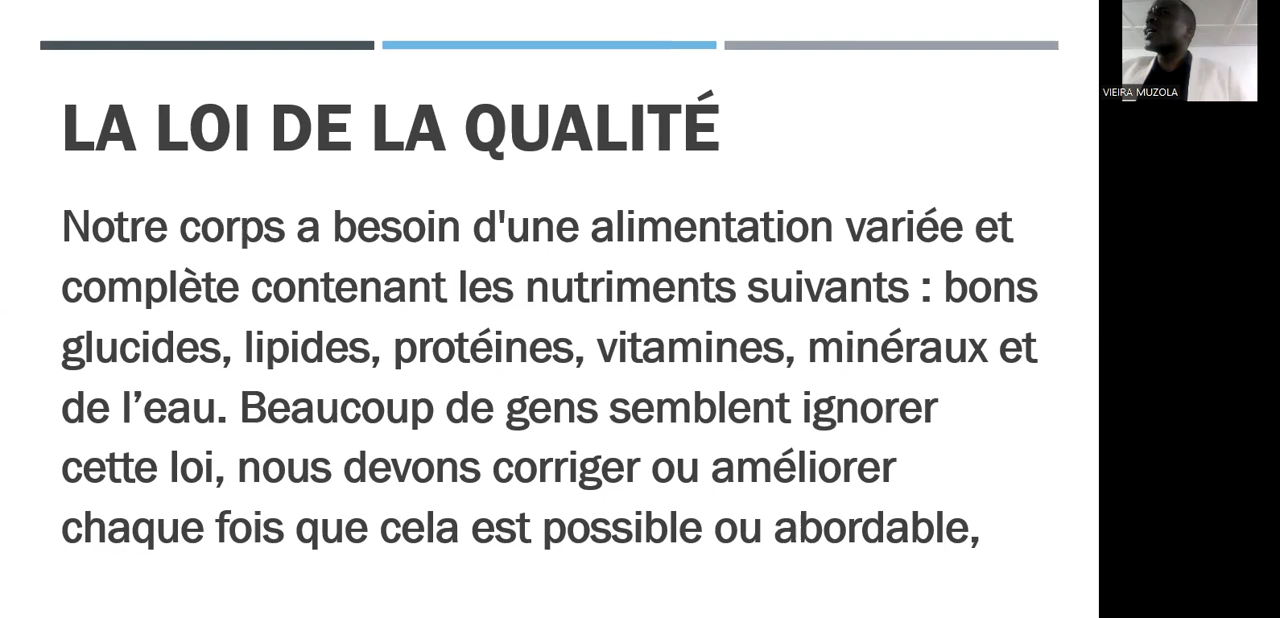 LA LOI DE LA QUALITÉ
Notre corps a besoin d'une alimentation variée et
complète contenant les nutriments suivants : bons
glucides, lipides, protéines, vitamines, minéraux et
de l’eau. Beaucoup de gens semblent ignorer
cette loi, nous devons corriger ou améliorer
chaque fois que cela est possible ou abordable,
VIEIRA MUZOLA